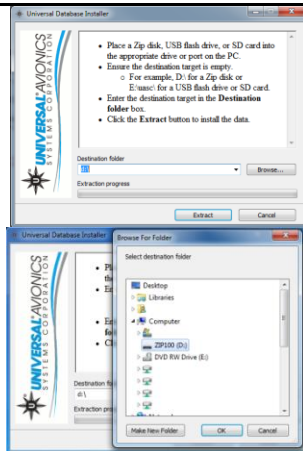 Universal Database Installer
UNIVERSAL AVIONICS
SYSTEMS CORPORATION
• Place a Zip disk, USB flash drive, or SD card into
the appropriate drive or port on the PC.
• Ensure the destination target is empty.
o For example, D:\ for a Zip disk or
E:\uasc\ for a USB flash drive or SD card.
• Enter the destination target in the Destination
folder box.
• Click the Extract button to install the data.
Destination folder
d:\
Browse...
Extraction progress
Extract
Cancel
Universal Database Installer
UNIVERSAL AVIONICS
SYSTEMS CORPORATION
Destination fo
d:\
Extraction pro
Browse For Folder
Select destination folder
Desktop
Libraries
Computer
ZIP100 (D:)
DVD RW Drive (E:)
Make New Folder
OK
Cancel